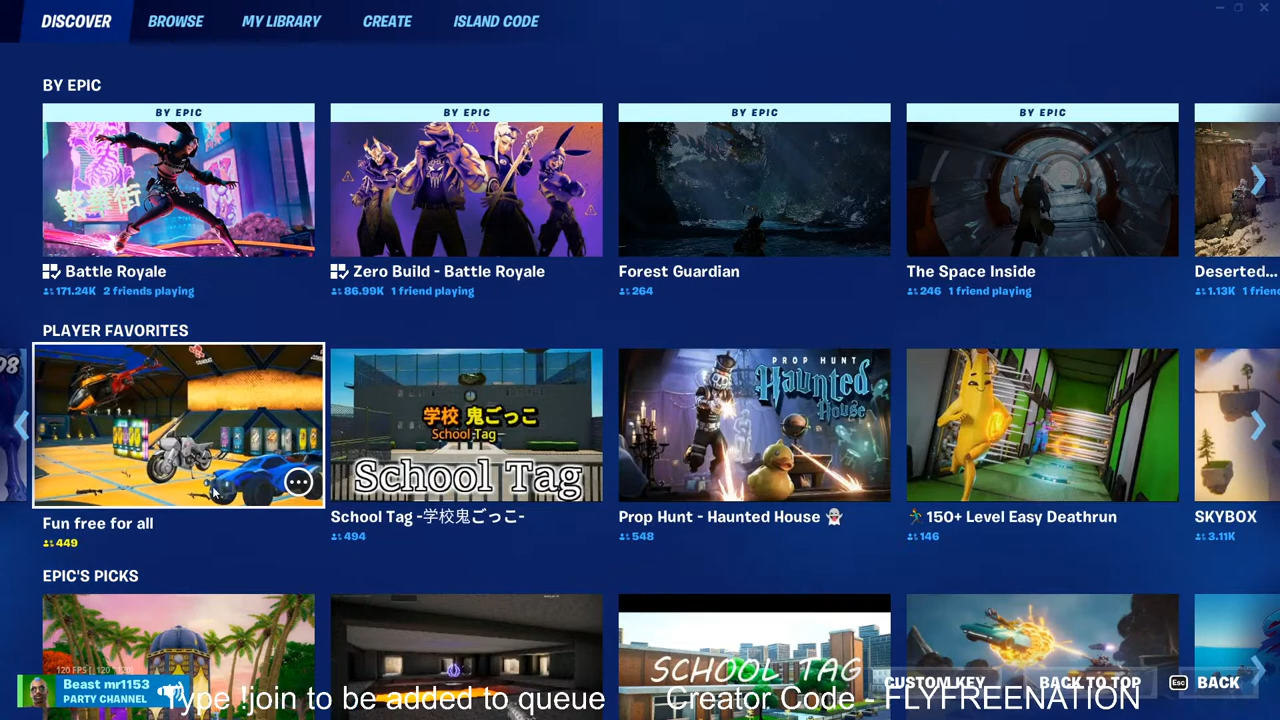 DISCOVER
BROWSE
MY LIBRARY
CREATE
ISLAND CODE
BY EPIC
BY EPIC
BY EPIC
BY EPIC
BY EPIC
繁華街
Battle Royale
Zero Build - Battle Royale
Forest Guardian
The Space Inside
Deserted...
171.24K 2 friends playing
86.99K 1 friend playing
264
246 1 friend playing
1.13K 1 frien
PLAYER FAVORITES
98
学校 鬼ごっこ
School Tag
School Tag
PROP HUNT
Haunted
House
Fun free for all
School Tag -学校鬼ごっこ-
Prop Hunt - Haunted House 👻
150+ Level Easy Deathrun
SKYBOX
449
494
548
146
3.11K
EPIC'S PICKS
SCHOOL TAG
Beast mr1153
PARTY CHANNEL
CUSTOM KEY
BACK TO TOP
Esc BACK
Type !join to be added to queue
Creator Code - FLYFREENATION